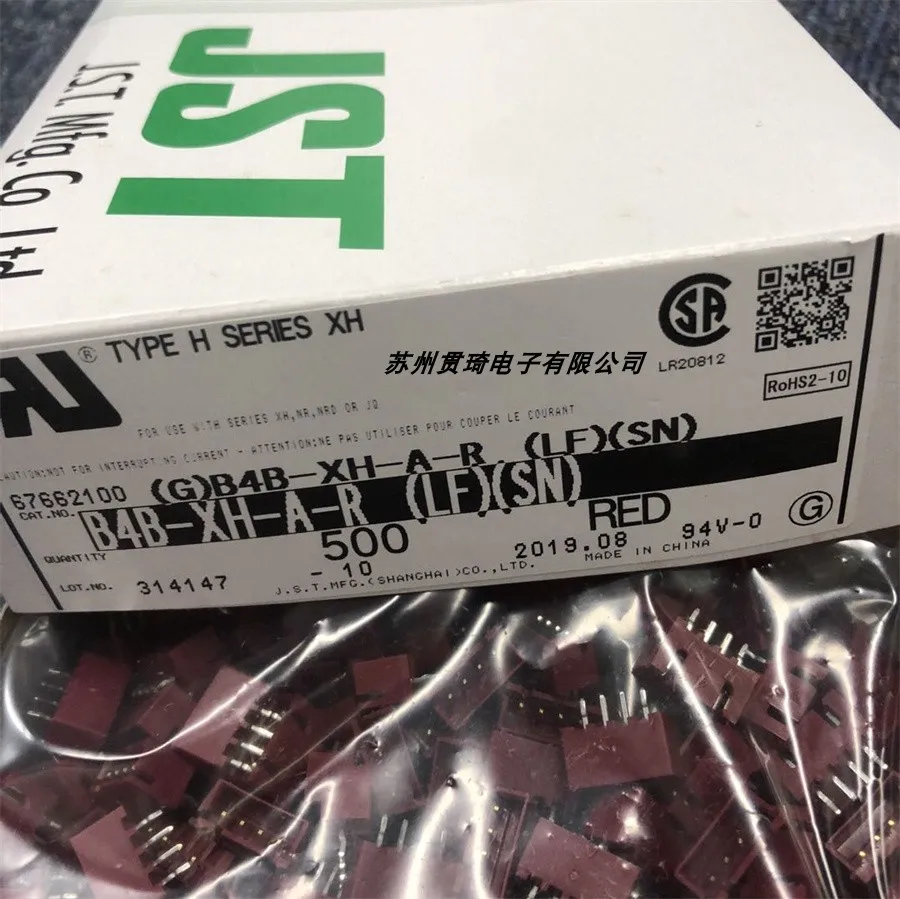 JST
J.S.T. Mfg. Co. Ltd
® TYPE H SERIES XH
苏州贯琦电子有限公司
LR20812
RoHS2-10
FOR USE WITH SERIES XH,NR,NRD OR JQ
CAUTION:NOT FOR INTERRUPTING CURRENT - ATTENTION:NE PAS UTILISER POUR COUPER LE COURANT
67662100 (G)B4B-XH-A-R (LF)(SN)
CAT.NO. B4B-XH-A-R (LF)(SN)
QUANTITY 500 RED
- 10 2019.08 94V-0 G
LOT.NO. 314147 J.S.T.MFG.(SHANGHAI)CO.,LTD. MADE IN CHINA